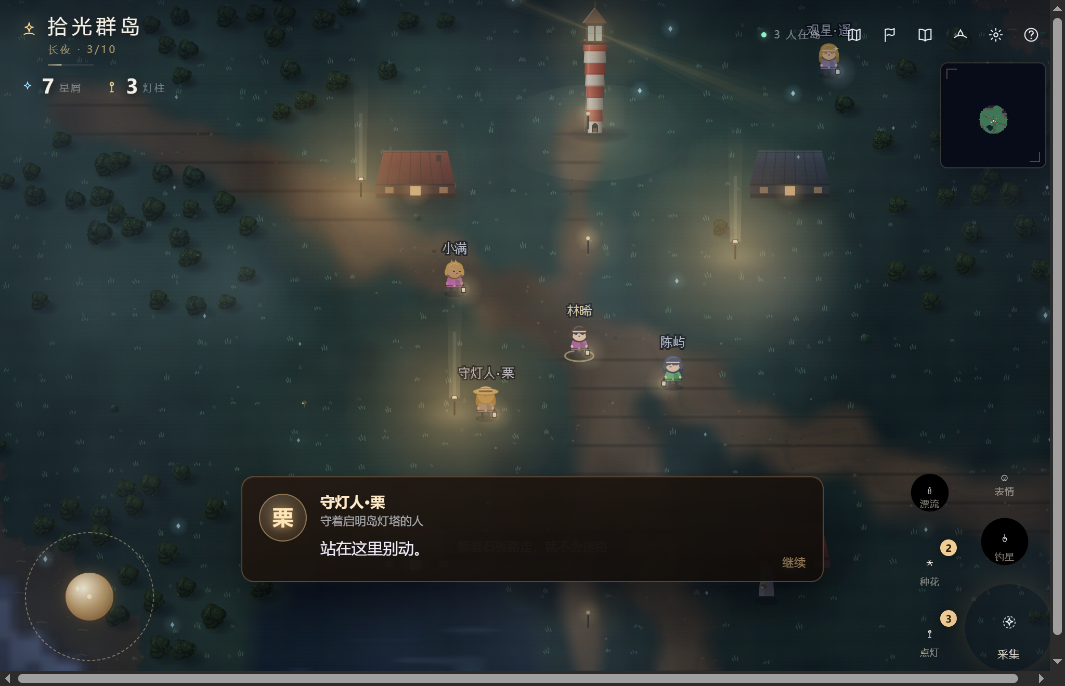 拾光群岛
长夜 · 3/10
7 星屑 3 灯柱
3 人在
观星·遥
小满
林晞
陈屿
守灯人·栗
栗
守灯人•栗
守着启明岛灯塔的人
站在这里别动。
继续
漂流
表情
钓星
2
种花
3
点灯
采集